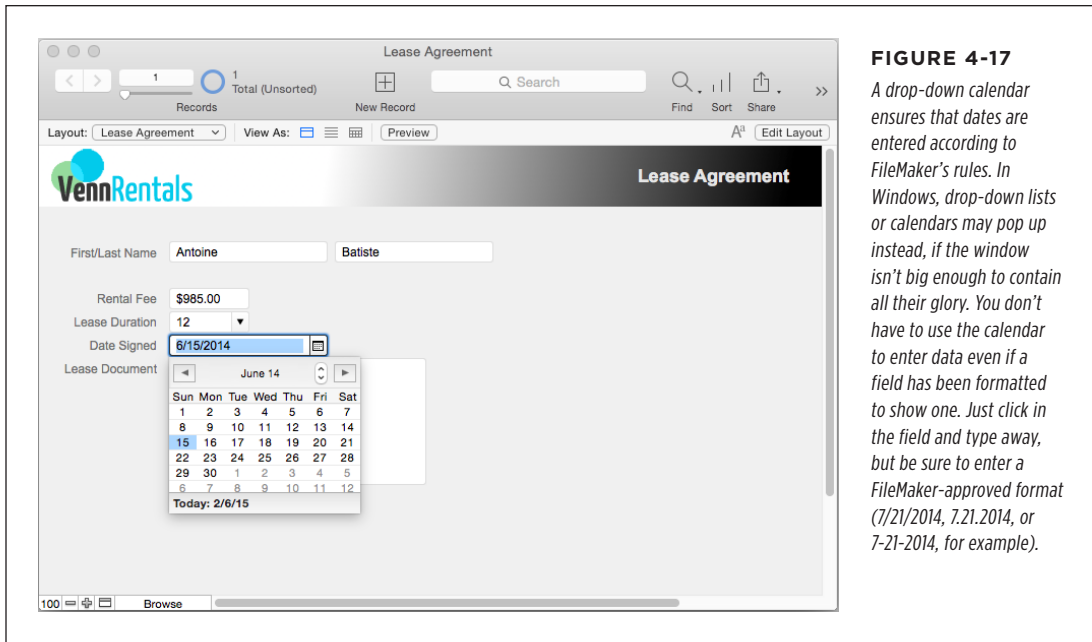 Lease Agreement
1
1
Total (Unsorted)
Search
Records
New Record
Find
Sort
Share
Layout: Lease Agreement
View As:
Preview
Aª
Edit Layout
VennRentals
Lease Agreement
First/Last Name
Antoine
Batiste
Rental Fee
$985.00
Lease Duration
12
Date Signed
6/15/2014
Lease Document
June 14
Sun Mon Tue Wed Thu Fri Sat
1 2 3 4 5 6 7
8 9 10 11 12 13 14
15 16 17 18 19 20 21
22 23 24 25 26 27 28
29 30 1 2 3 4 5
6 7 8 9 10 11 12
Today: 2/6/15
100
Browse
FIGURE 4-17
A drop-down calendar
ensures that dates are
entered according to
FileMaker’s rules. In
Windows, drop-down lists
or calendars may pop up
instead, if the window
isn’t big enough to contain
all their glory. You don’t
have to use the calendar
to enter data even if a
field has been formatted
to show one. Just click in
the field and type away,
but be sure to enter a
FileMaker-approved format
(7/21/2014, 7.21.2014, or
7-21-2014, for example).